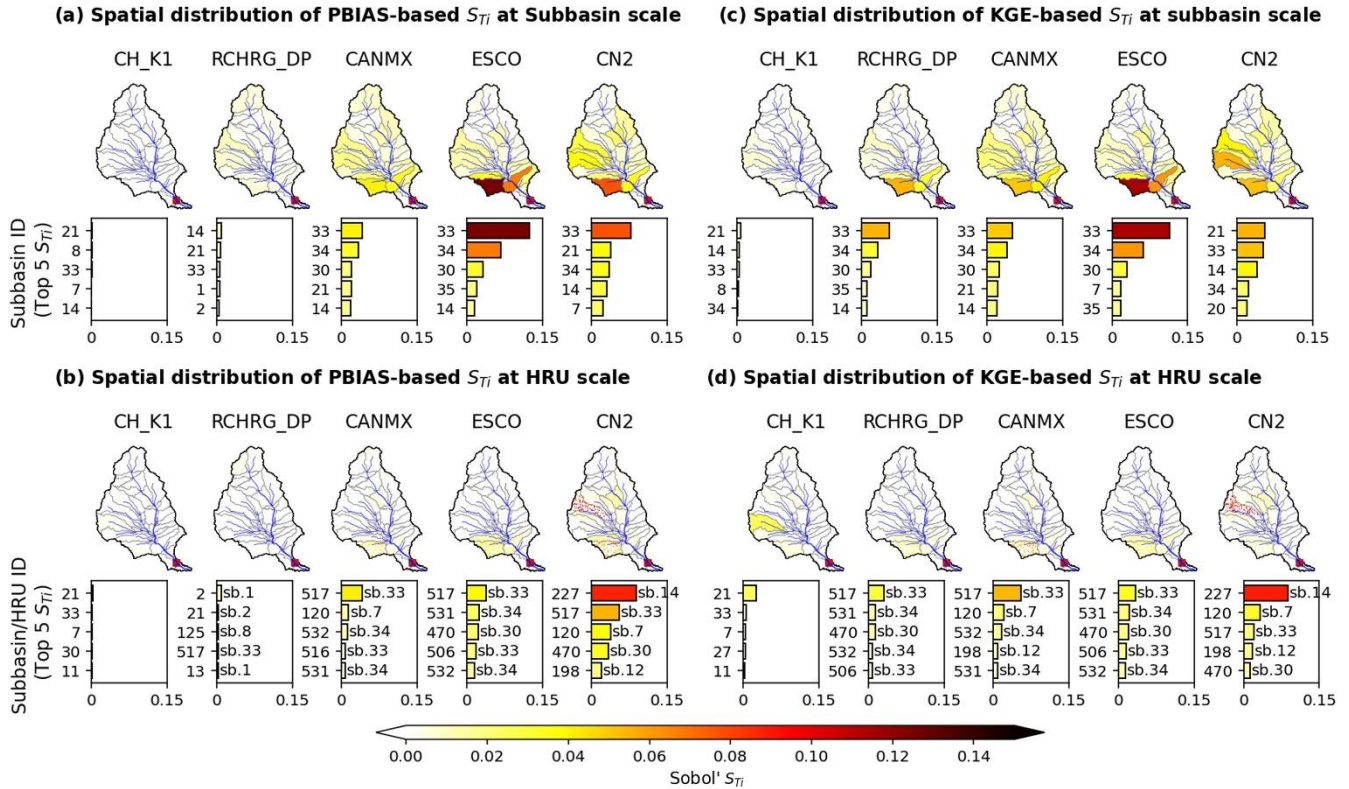 (a) Spatial distribution of PBIAS-based S_Ti at Subbasin scale
CH_K1 RCHRG_DP CANMX ESCO CN2
Subbasin ID
(Top 5 S_Ti)
21 8 33 7 14
0 0.15
14 21 33 1 2
0 0.15
33 34 30 21 14
0 0.15
33 34 30 35 14
0 0.15
33 21 34 14 7
0 0.15
(c) Spatial distribution of KGE-based S_Ti at subbasin scale
CH_K1 RCHRG_DP CANMX ESCO CN2
21 14 33 8 34
0 0.15
33 34 30 35 14
0 0.15
33 34 30 21 14
0 0.15
33 34 30 7 35
0 0.15
21 33 14 34 20
0 0.15
(b) Spatial distribution of PBIAS-based S_Ti at HRU scale
CH_K1 RCHRG_DP CANMX ESCO CN2
Subbasin/HRU ID
(Top 5 S_Ti)
21 33 7 30 11
0 0.15
2 sb.1
21 sb.2
125 sb.8
517 sb.33
13 sb.1
0 0.15
517 sb.33
120 sb.7
532 sb.34
516 sb.33
531 sb.34
0 0.15
517 sb.33
531 sb.34
470 sb.30
506 sb.33
532 sb.34
0 0.15
227 sb.14
517 sb.33
120 sb.7
470 sb.30
198 sb.12
0 0.15
(d) Spatial distribution of KGE-based S_Ti at HRU scale
CH_K1 RCHRG_DP CANMX ESCO CN2
21 33 7 27 11
0 0.15
517 sb.33
531 sb.34
470 sb.30
532 sb.34
506 sb.33
0 0.15
517 sb.33
120 sb.7
532 sb.34
198 sb.12
531 sb.34
0 0.15
517 sb.33
531 sb.34
470 sb.30
506 sb.33
532 sb.34
0 0.15
227 sb.14
120 sb.7
517 sb.33
198 sb.12
470 sb.30
0 0.15
0.00 0.02 0.04 0.06 0.08 0.10 0.12 0.14
Sobol' S_Ti